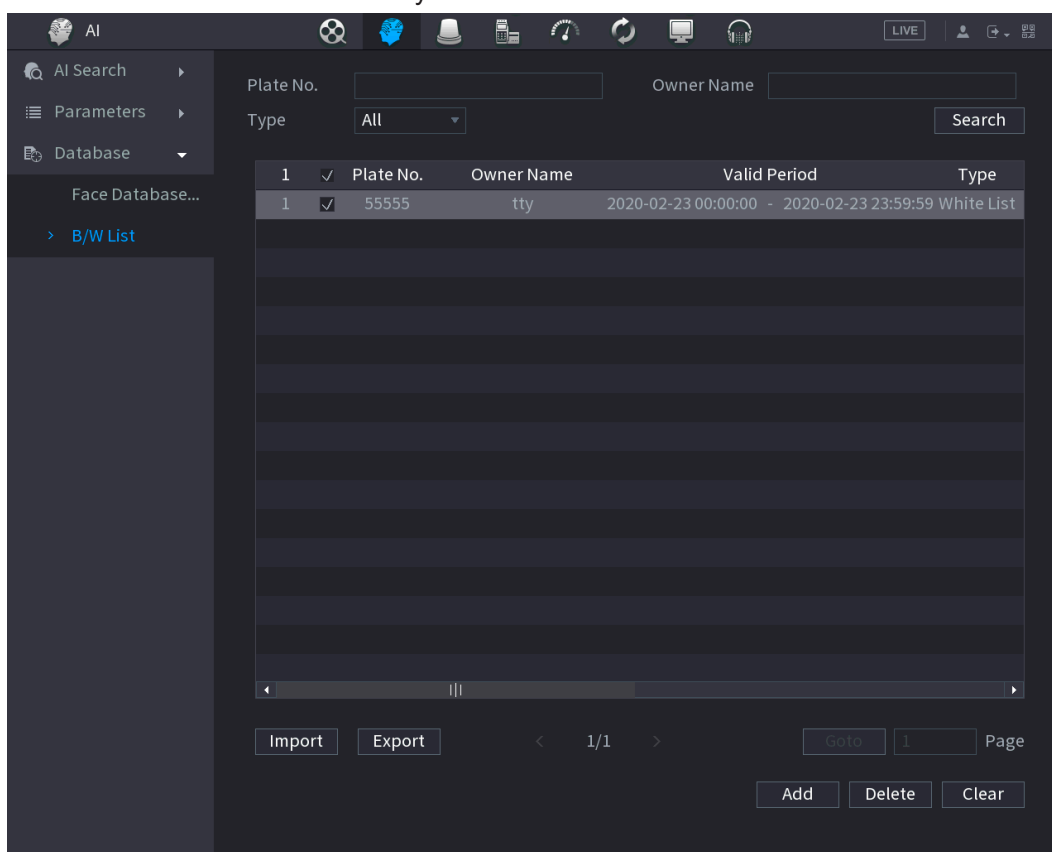 y
AI
LIVE
AI Search
Parameters
Database
Face Database...
B/W List
Plate No.
Owner Name
Type
All
Search
1 Plate No. Owner Name Valid Period Type
1 55555 tty 2020-02-23 00:00:00 - 2020-02-23 23:59:59 White List
Import
Export
< 1/1 >
Goto
1
Page
Add
Delete
Clear